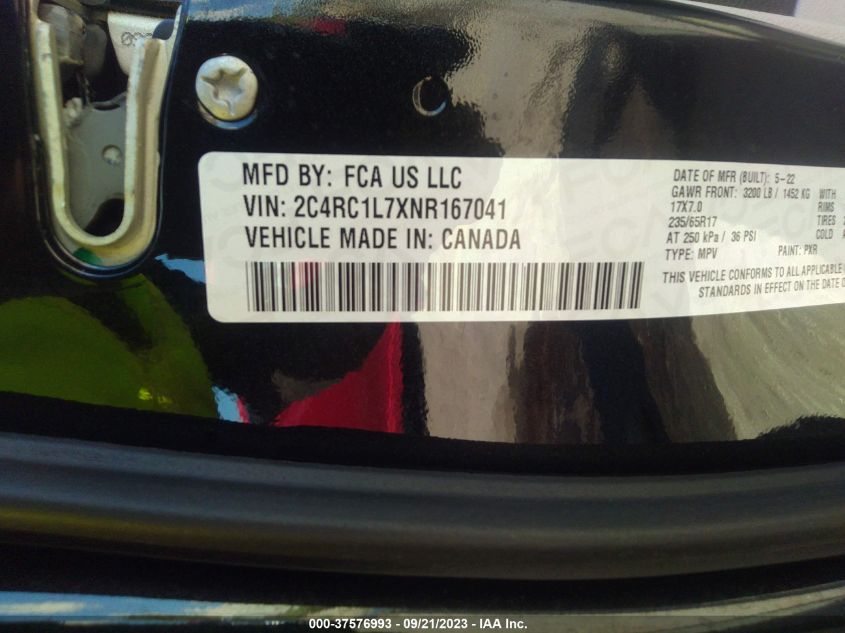 MFD BY: FCA US LLC
VIN: 2C4RC1L7XNR167041
VEHICLE MADE IN: CANADA
DATE OF MFR (BUILT): 5-22
GAWR FRONT: 3200 LB / 1452 KG WITH
17X7.0 RIMS
235/65R17 TIRES
AT 250 kPa / 36 PSI COLD
TYPE: MPV PAINT: PXR
THIS VEHICLE CONFORMS TO ALL APPLICABLE
STANDARDS IN EFFECT ON THE DATE
000-37576993 - 09/21/2023 - IAA Inc.